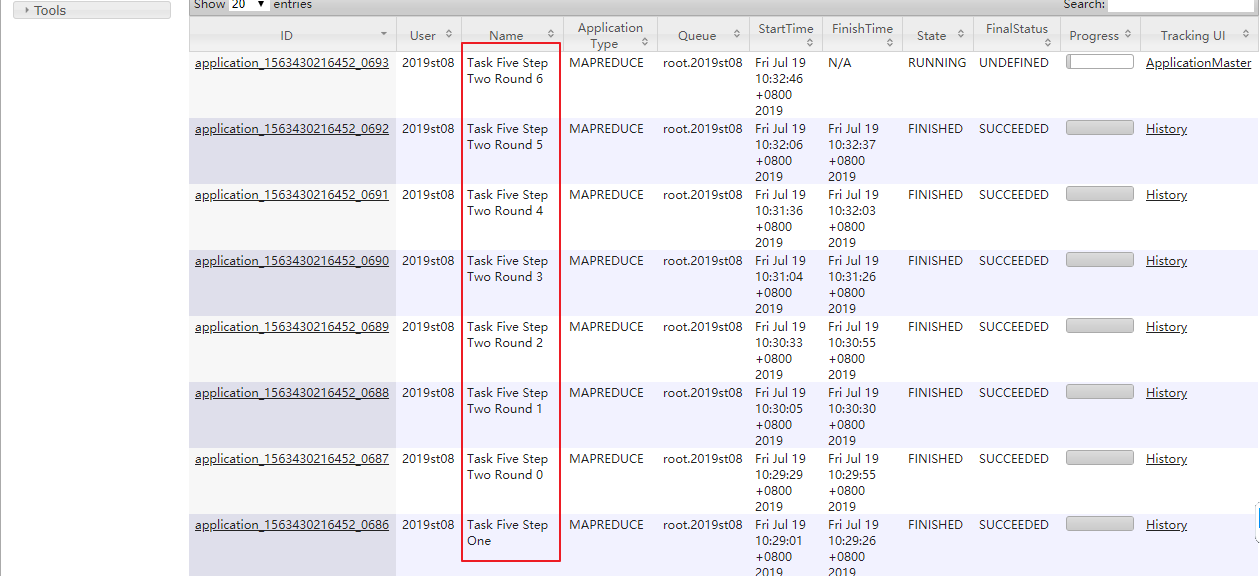 Tools
Show 20 entries
Search:
ID User Name Application Type Queue StartTime FinishTime State FinalStatus Progress Tracking UI
application_1563430216452_0693 2019st08 Task Five Step Two Round 6 MAPREDUCE root.2019st08 Fri Jul 19 10:32:46 +0800 2019 N/A RUNNING UNDEFINED ApplicationMaster
application_1563430216452_0692 2019st08 Task Five Step Two Round 5 MAPREDUCE root.2019st08 Fri Jul 19 10:32:06 +0800 2019 Fri Jul 19 10:32:37 +0800 2019 FINISHED SUCCEEDED History
application_1563430216452_0691 2019st08 Task Five Step Two Round 4 MAPREDUCE root.2019st08 Fri Jul 19 10:31:36 +0800 2019 Fri Jul 19 10:32:03 +0800 2019 FINISHED SUCCEEDED History
application_1563430216452_0690 2019st08 Task Five Step Two Round 3 MAPREDUCE root.2019st08 Fri Jul 19 10:31:04 +0800 2019 Fri Jul 19 10:31:26 +0800 2019 FINISHED SUCCEEDED History
application_1563430216452_0689 2019st08 Task Five Step Two Round 2 MAPREDUCE root.2019st08 Fri Jul 19 10:30:33 +0800 2019 Fri Jul 19 10:30:55 +0800 2019 FINISHED SUCCEEDED History
application_1563430216452_0688 2019st08 Task Five Step Two Round 1 MAPREDUCE root.2019st08 Fri Jul 19 10:30:05 +0800 2019 Fri Jul 19 10:30:30 +0800 2019 FINISHED SUCCEEDED History
application_1563430216452_0687 2019st08 Task Five Step Two Round 0 MAPREDUCE root.2019st08 Fri Jul 19 10:29:29 +0800 2019 Fri Jul 19 10:29:55 +0800 2019 FINISHED SUCCEEDED History
application_1563430216452_0686 2019st08 Task Five Step One MAPREDUCE root.2019st08 Fri Jul 19 10:29:01 +0800 2019 Fri Jul 19 10:29:26 +0800 2019 FINISHED SUCCEEDED History